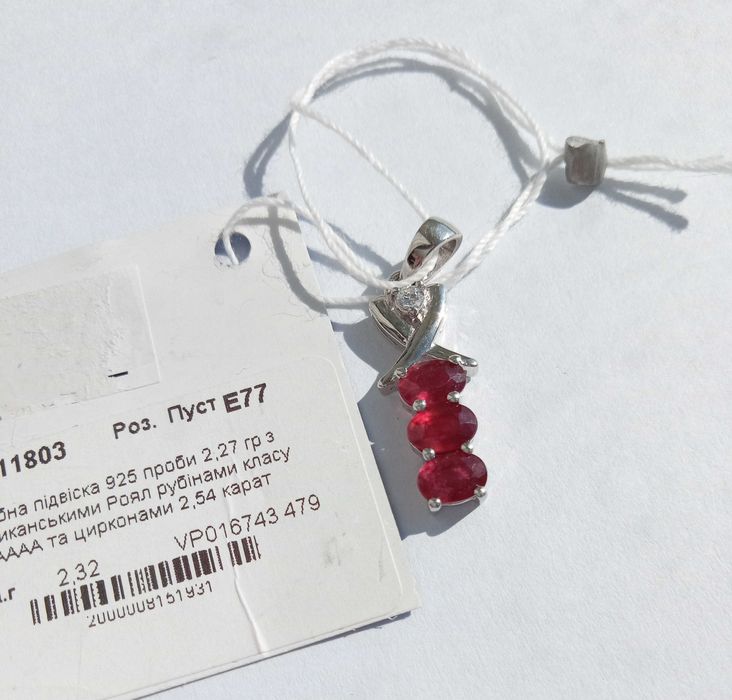 11803 Роз. Пуст E77
бна підвіска 925 проби 2,27 гр з
иканськими Роял рубінами класу
АААА та цирконами 2,54 карат
VP016743 479
.г 2,32
2000008151931